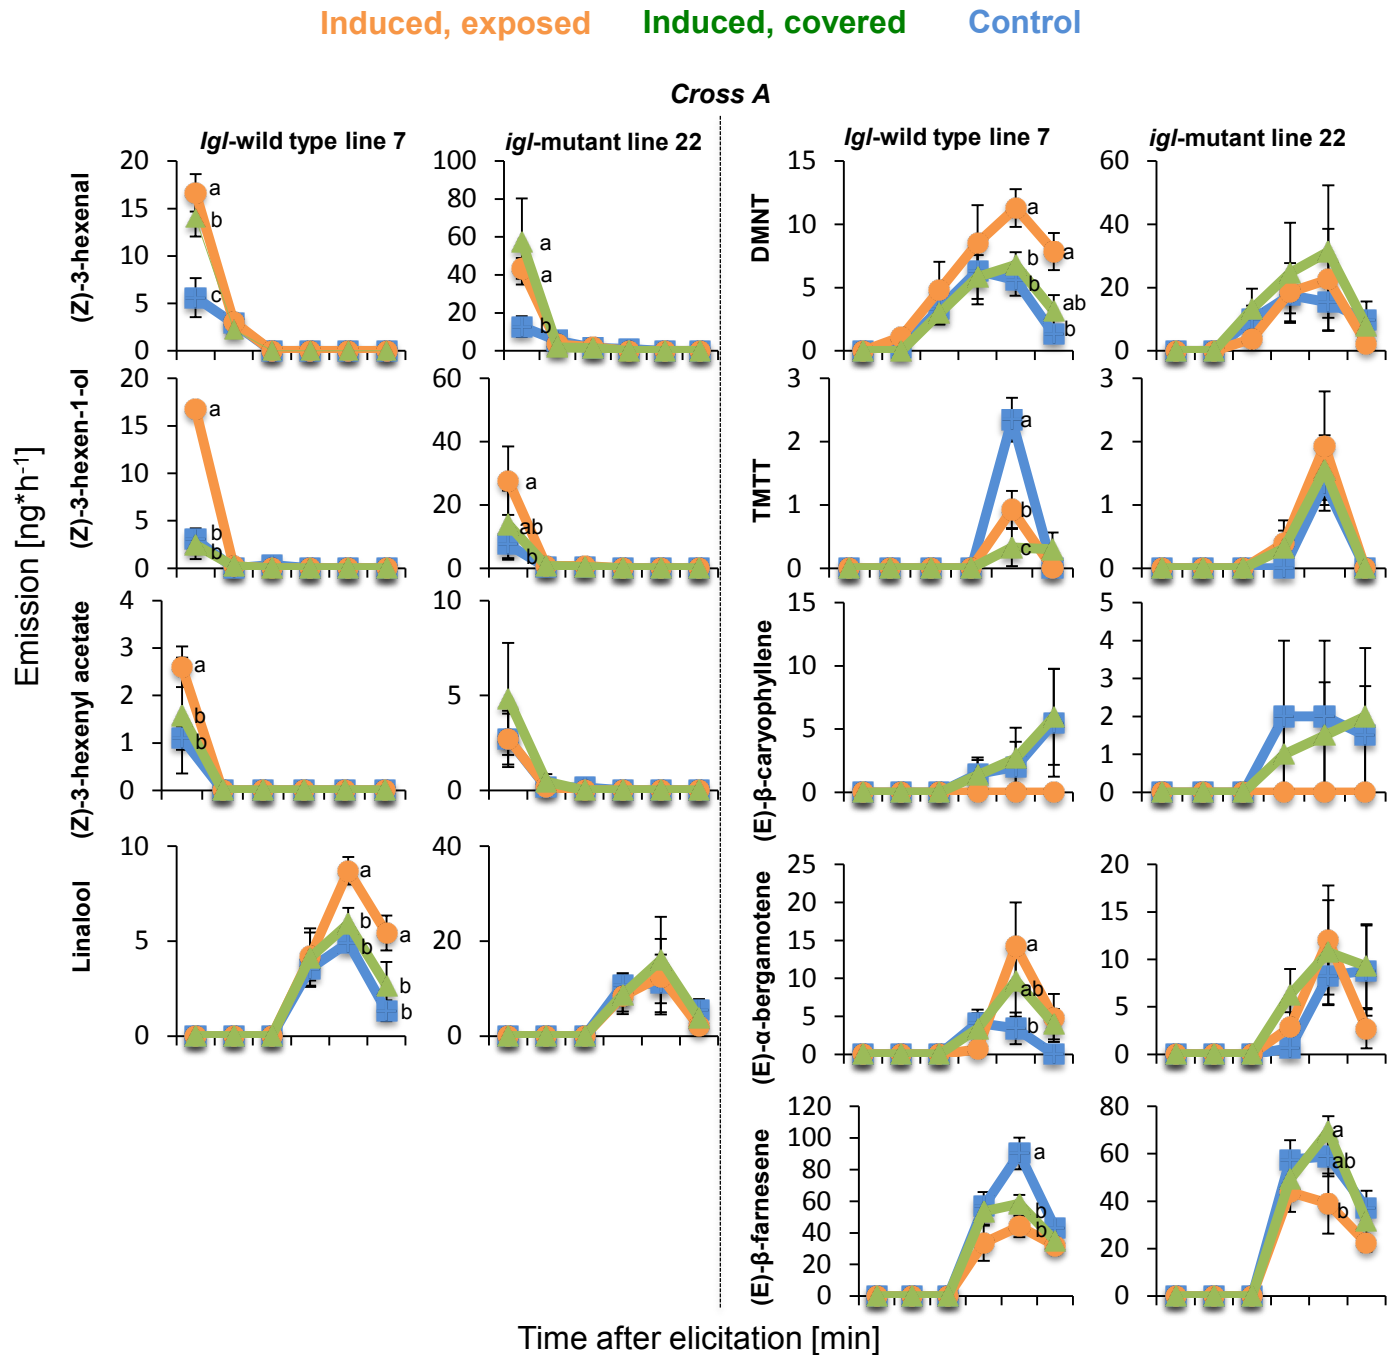 Induced, exposed Induced, covered Control
Cross A
Igl-wild type line 7 igl-mutant line 22 Igl-wild type line 7 igl-mutant line 22
Emission [ng*h-1]
(Z)-3-hexenal
20
15
10
5
0
a
b
c
100
80
60
40
20
0
a
a
b
DMNT
15
10
5
0
a
a
b
b
ab
b
60
40
20
0
(Z)-3-hexen-1-ol
20
15
10
5
0
a
b
b
60
40
20
0
a
ab
b
TMTT
3
2
1
0
a
b
c
3
2
1
0
(Z)-3-hexenyl acetate
4
3
2
1
0
a
b
b
10
5
0
(E)-β-caryophyllene
15
10
5
0
5
4
3
2
1
0
Linalool
10
5
0
a
b
b
a
b
b
40
20
0
(E)-α-bergamotene
25
20
15
10
5
0
a
ab
b
20
15
10
5
0
(E)-β-farnesene
120
100
80
60
40
20
0
a
b
b
80
60
40
20
0
a
ab
b
Time after elicitation [min]